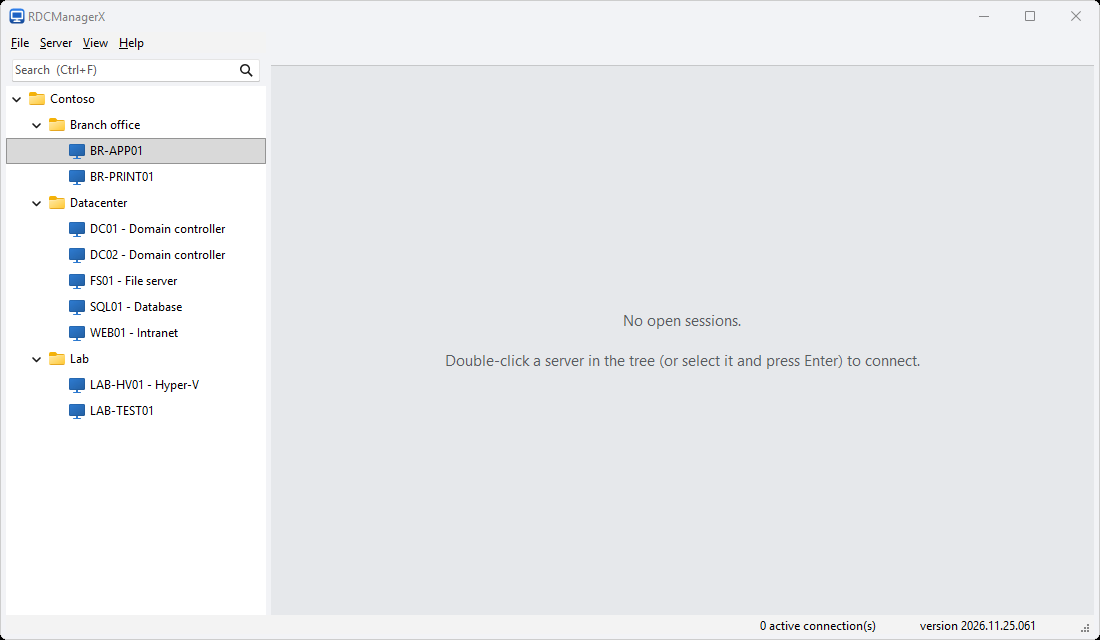 RDCManagerX
File Server View Help
Search (Ctrl+F)
Contoso
Branch office
BR-APP01
BR-PRINT01
Datacenter
DC01 - Domain controller
DC02 - Domain controller
FS01 - File server
SQL01 - Database
WEB01 - Intranet
Lab
LAB-HV01 - Hyper-V
LAB-TEST01
No open sessions.
Double-click a server in the tree (or select it and press Enter) to connect.
0 active connection(s) version 2026.11.25.061